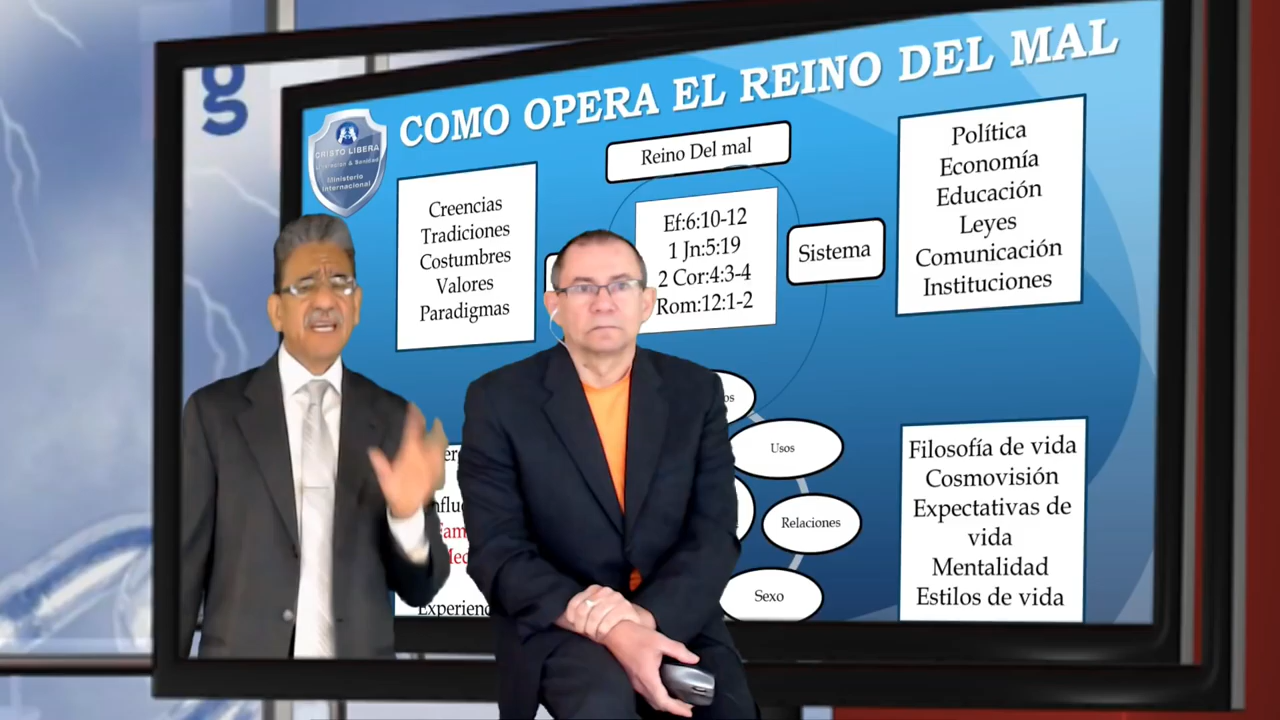 g
COMO OPERA EL REINO DEL MAL
CRISTO LIBERA
Liberación & Sanidad
Ministerio
Internacional
Reino Del mal
Creencias
Tradiciones
Costumbres
Valores
Paradigmas
Ef:6:10-12
1 Jn:5:19
2 Cor:4:3-4
Rom:12:1-2
Sistema
Política
Economía
Educación
Leyes
Comunicación
Instituciones
Usos
Relaciones
Sexo
Filosofía de vida
Cosmovisión
Expectativas de
vida
Mentalidad
Estilos de vida